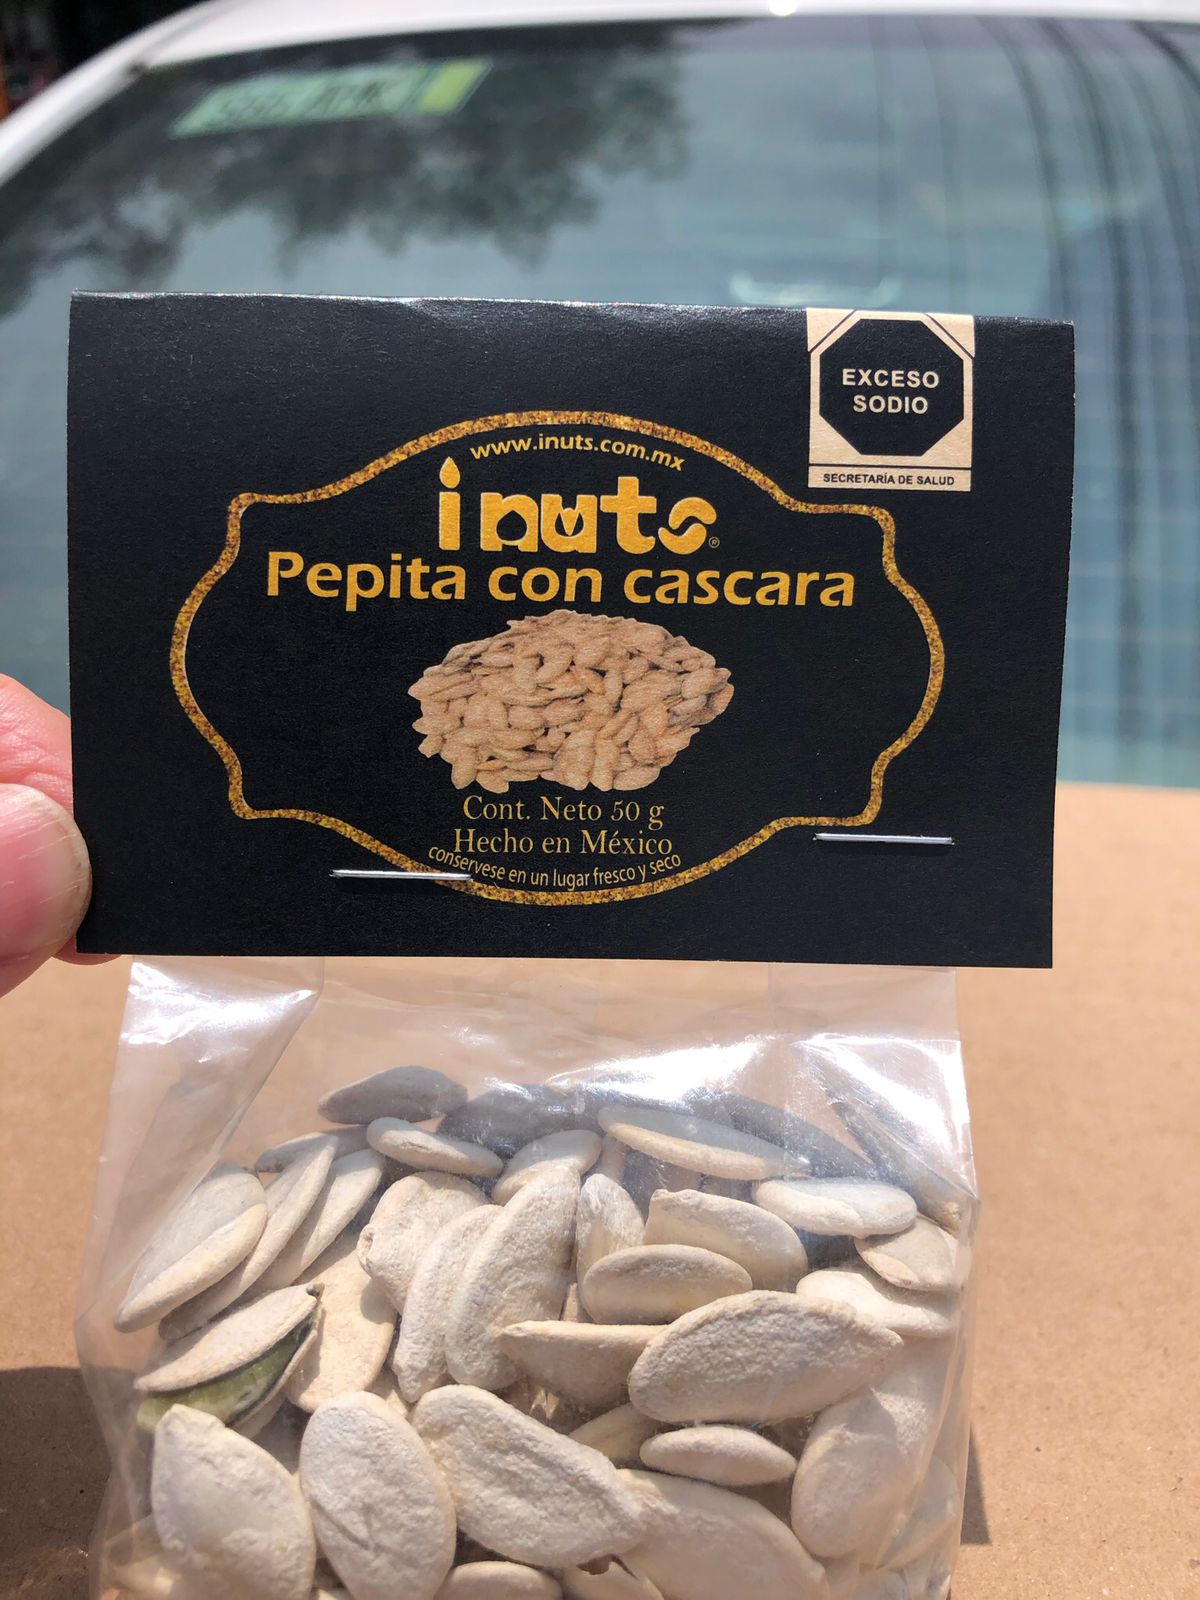 EXCESO
SODIO
SECRETARÍA DE SALUD
www.inuts.com.mx
inuts®
Pepita con cascara
Cont. Neto 50 g
Hecho en México
conservese en un lugar fresco y seco